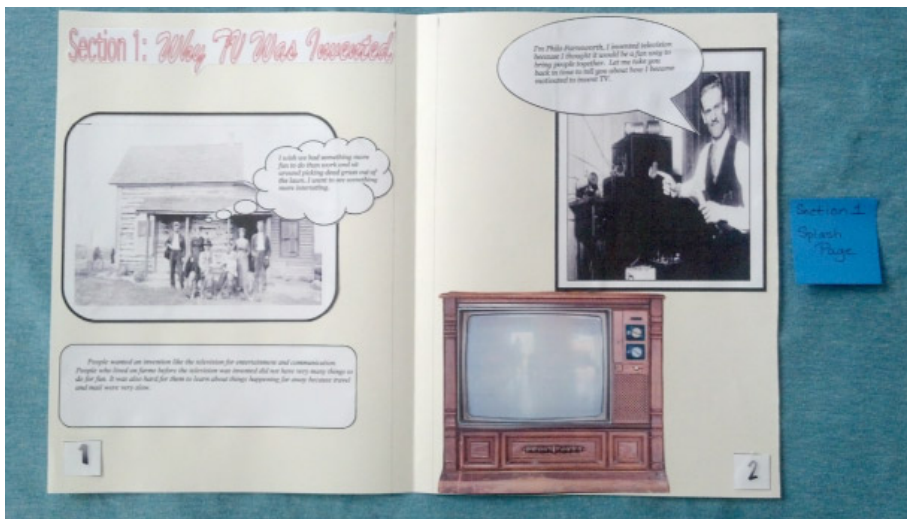 Section 1: Why TV Was Invented
I wish we had something more
fun to do than work and sit
around picking dead grass out of
the lawn. I want to see something
more interesting.
People wanted an invention like the television for entertainment and communication.
People who lived on farms before the television was invented did not have very many things to
do for fun. It was also hard for them to learn about things happening far away because travel
and mail were very slow.
1
I'm Philo Farnsworth, I invented television
because I thought it would be a fun way to
bring people together. Let me take you
back in time to tell you about how I became
motivated to invent TV.
2
Section 1
Splash
Page